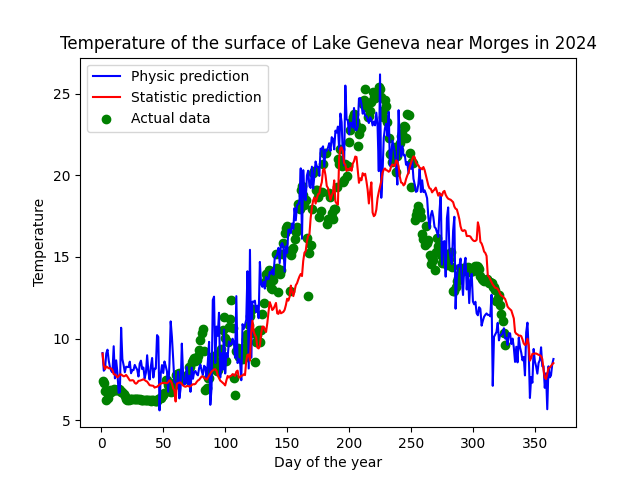 Temperature of the surface of Lake Geneva near Morges in 2024
Physic prediction
Statistic prediction
Actual data
25
20
15
10
5
Temperature
0 50 100 150 200 250 300 350
Day of the year